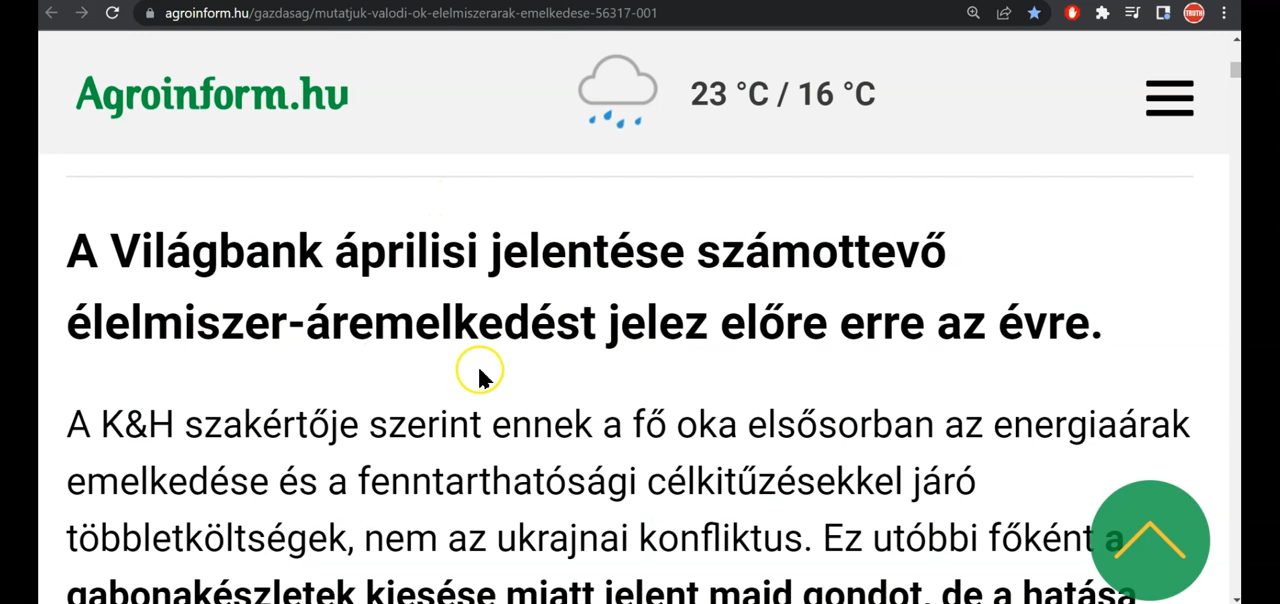 agroinform.hu/gazdasag/mutatjuk-valodi-ok-elelmiszerarak-emelkedese-56317-001
TRUTH
Agroinform.hu
23 °C / 16 °C
A Világbank áprilisi jelentése számottevő
élelmiszer-áremelkedést jelez előre erre az évre.
A K&H szakértője szerint ennek a fő oka elsősorban az energiaárak
emelkedése és a fenntarthatósági célkitűzésekkel járó
többletköltségek, nem az ukrajnai konfliktus. Ez utóbbi főként a
gabonakészletek kiesése miatt jelent majd gondot, de a hatása